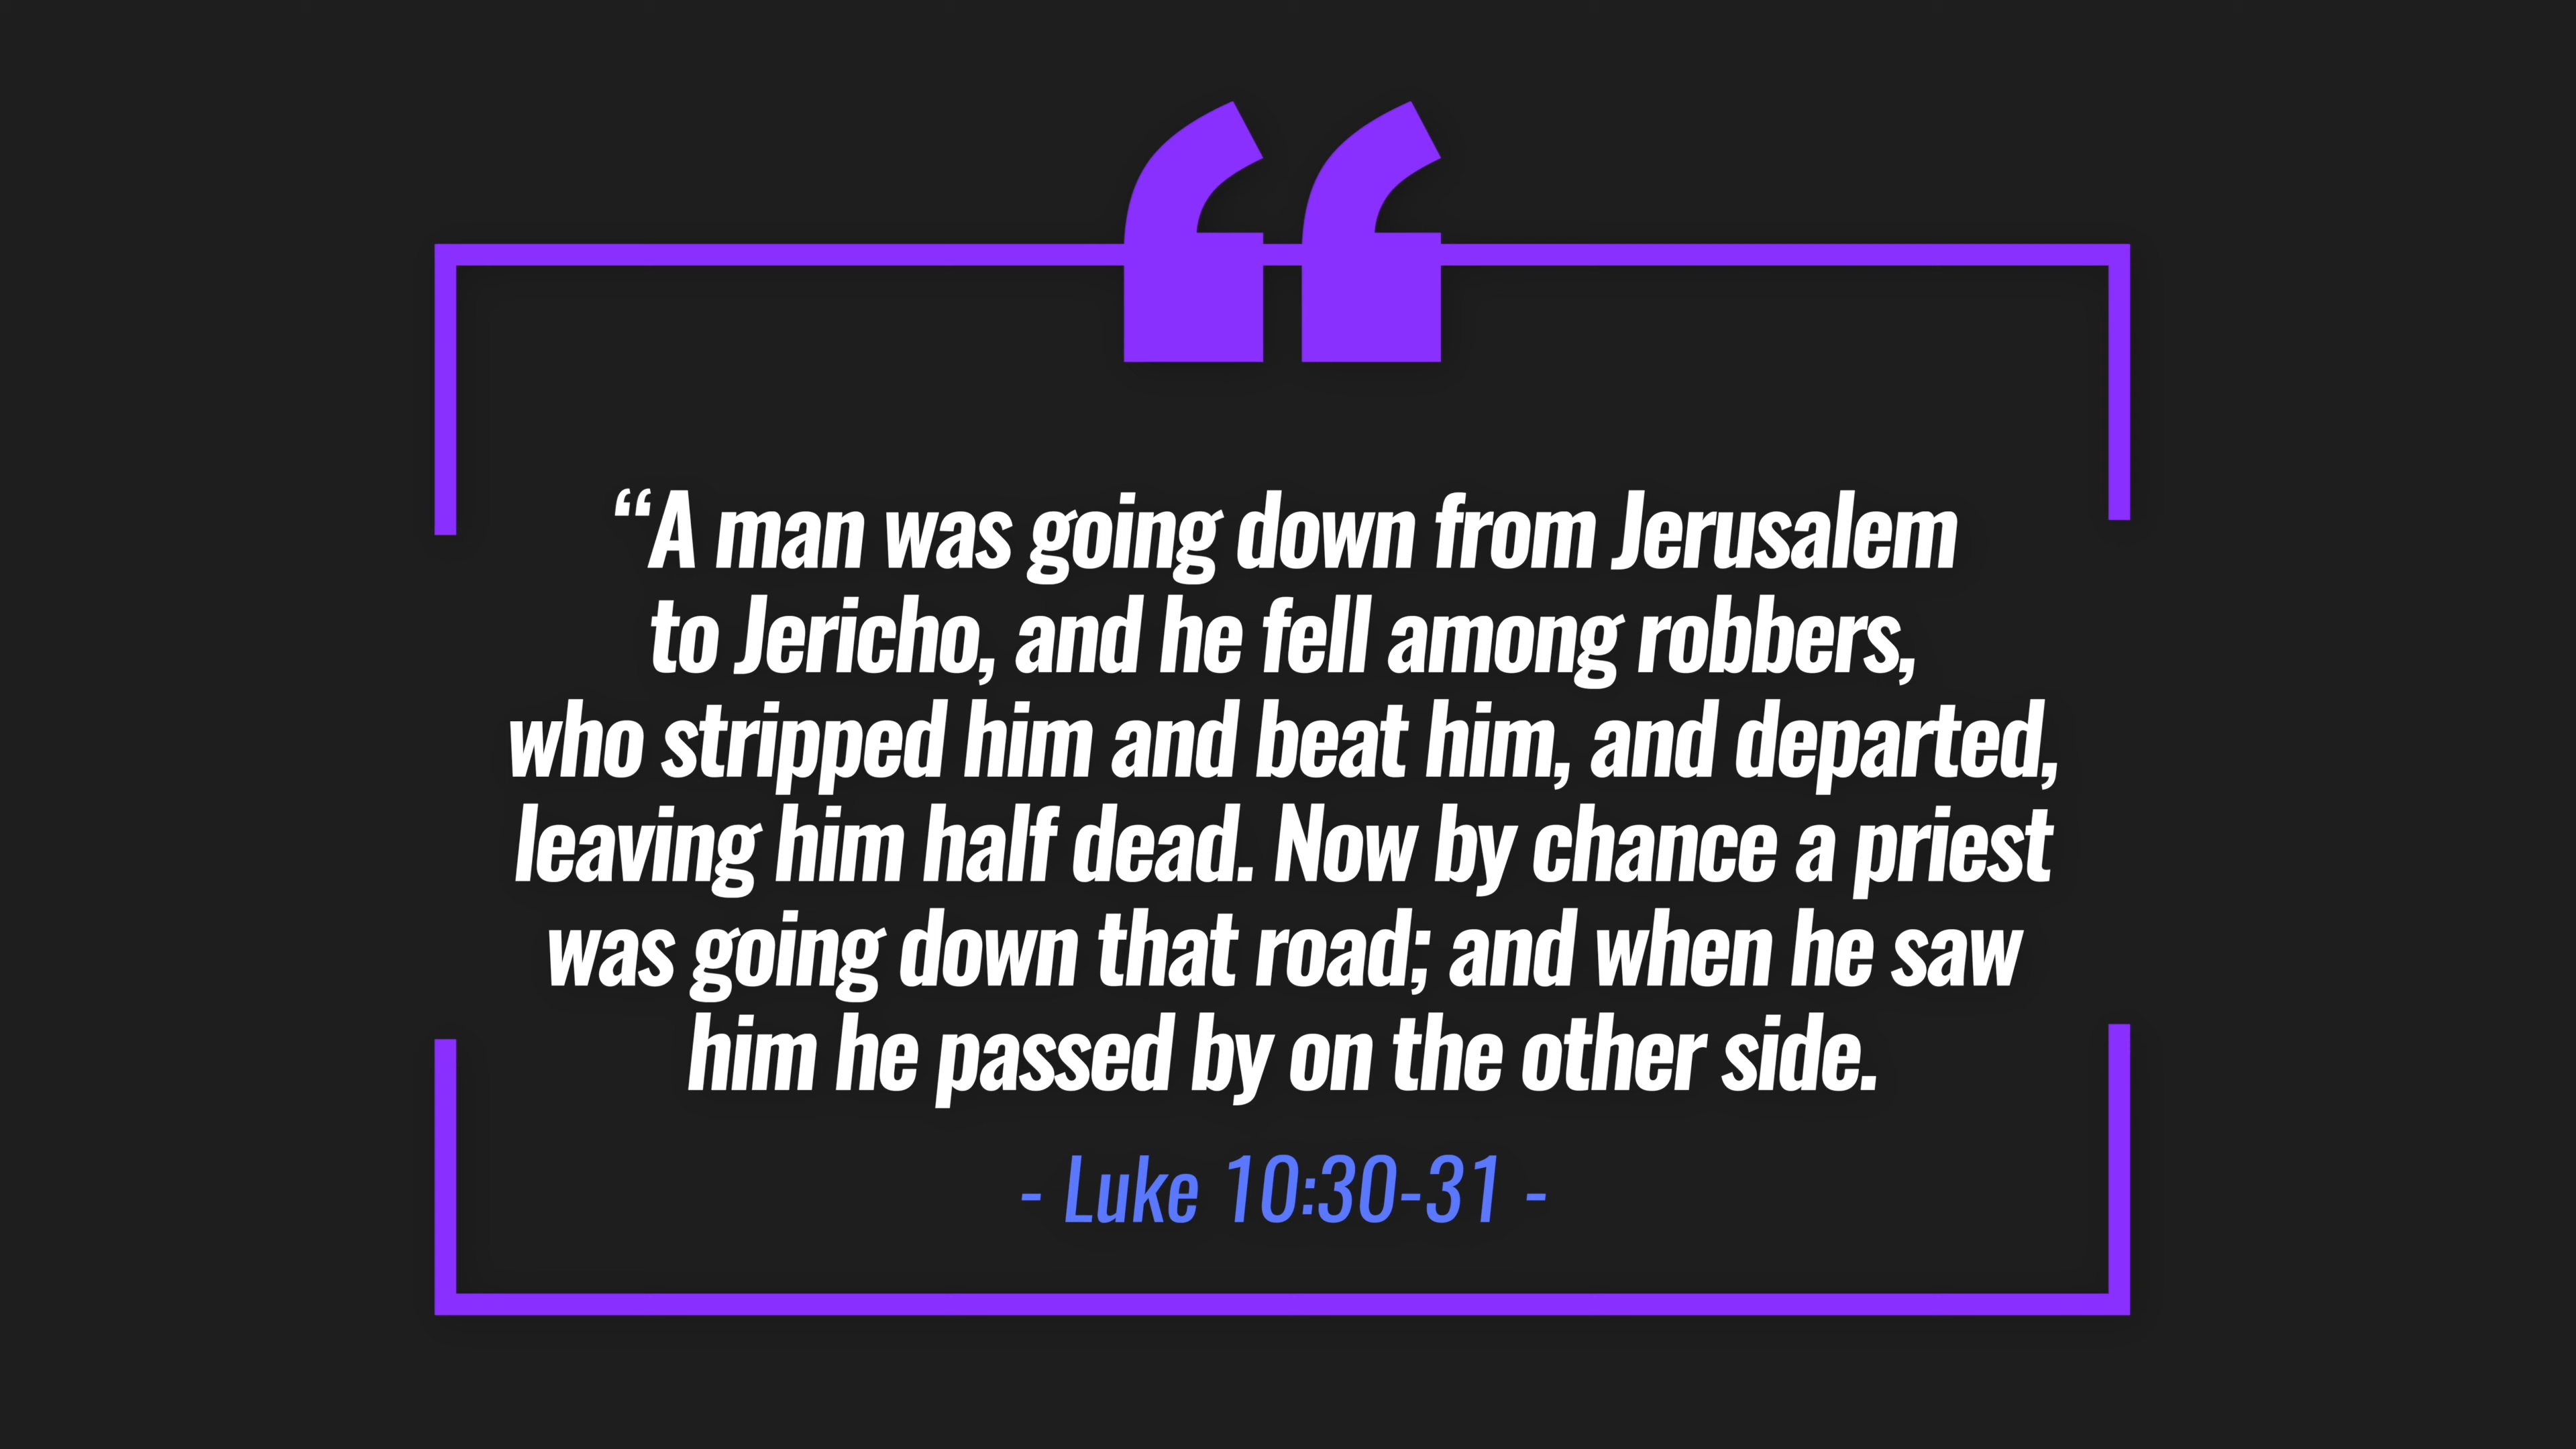 “
“A man was going down from Jerusalem
to Jericho, and he fell among robbers,
who stripped him and beat him, and departed,
leaving him half dead. Now by chance a priest
was going down that road; and when he saw
him he passed by on the other side.
- Luke 10:30-31 -